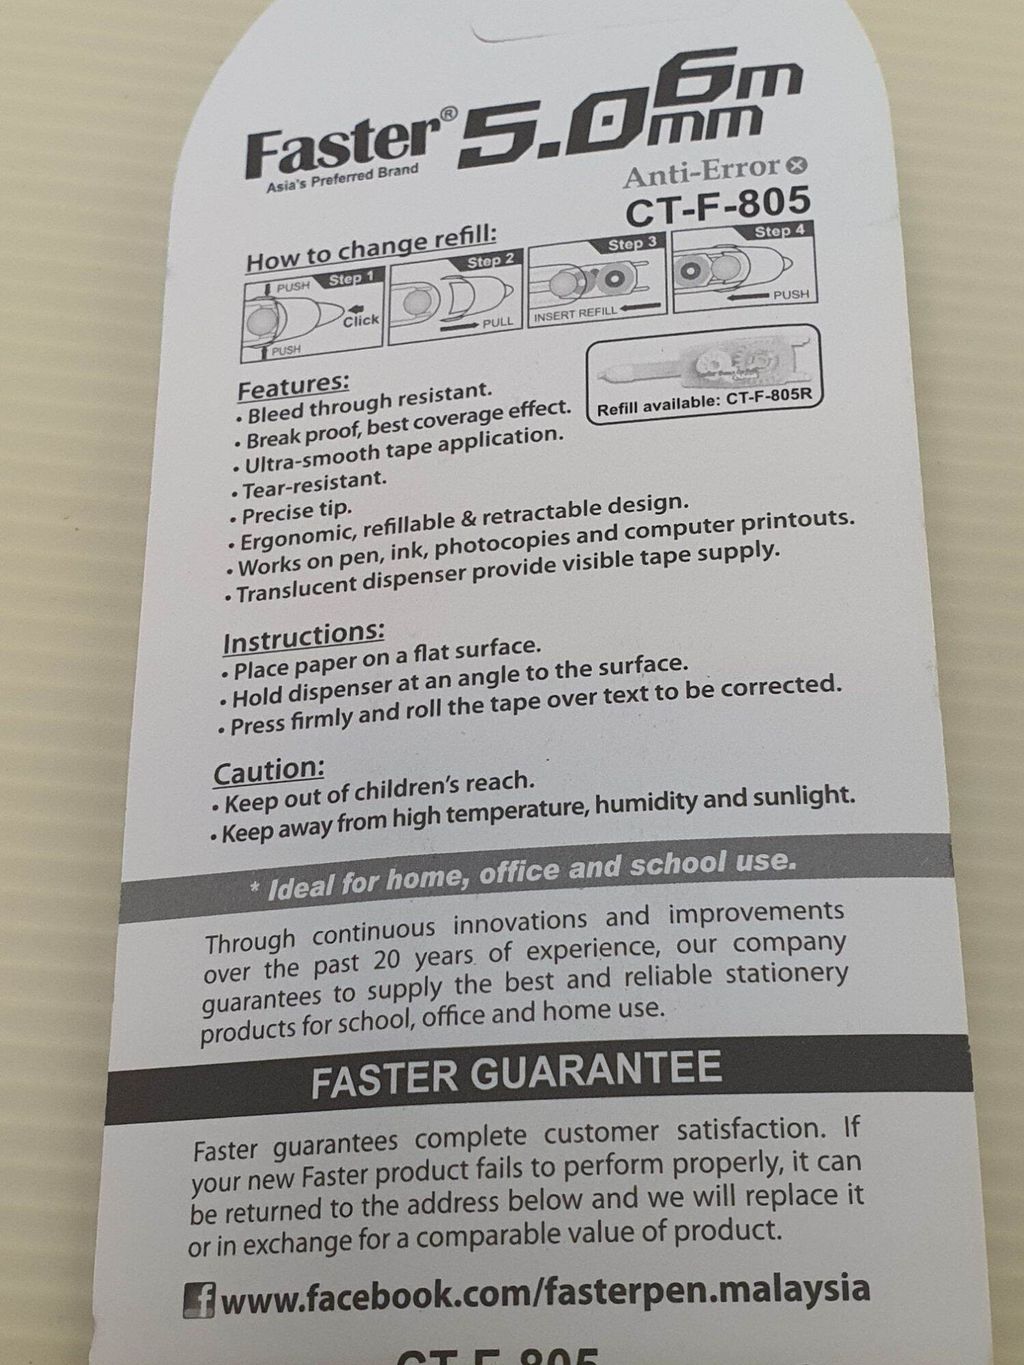 Faster® 5.0mm 6m
Asia's Preferred Brand
Anti-Error
CT-F-805
How to change refill:
Step 1
PUSH
Click
PUSH
Step 2
PULL
Step 3
INSERT REFILL
Step 4
PUSH
Refill available: CT-F-805R
Features:
• Bleed through resistant.
• Break proof, best coverage effect.
• Ultra-smooth tape application.
• Tear-resistant.
• Precise tip.
• Ergonomic, refillable & retractable design.
• Works on pen, ink, photocopies and computer printouts.
• Translucent dispenser provide visible tape supply.
Instructions:
• Place paper on a flat surface.
• Hold dispenser at an angle to the surface.
• Press firmly and roll the tape over text to be corrected.
Caution:
• Keep out of children's reach.
• Keep away from high temperature, humidity and sunlight.
* Ideal for home, office and school use.
Through continuous innovations and improvements
over the past 20 years of experience, our company
guarantees to supply the best and reliable stationery
products for school, office and home use.
FASTER GUARANTEE
Faster guarantees complete customer satisfaction. If
your new Faster product fails to perform properly, it can
be returned to the address below and we will replace it
or in exchange for a comparable value of product.
f www.facebook.com/fasterpen.malaysia
CT-F-805